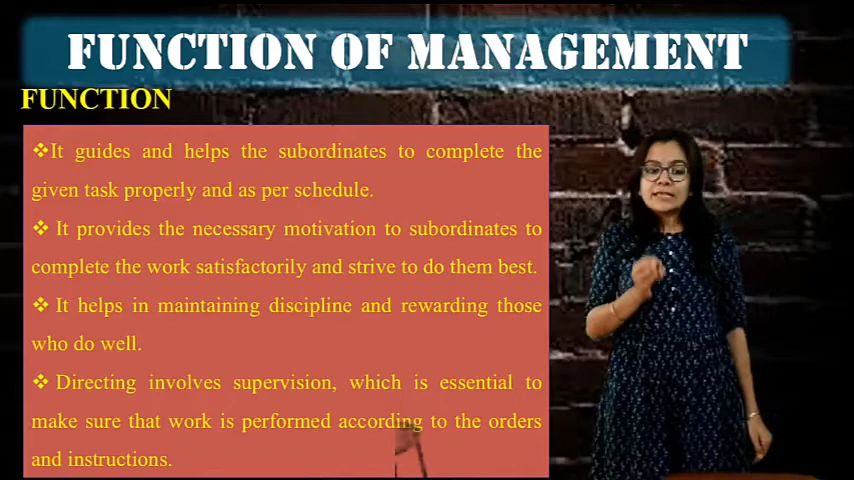 FUNCTION OF MANAGEMENT
FUNCTION
❖It guides and helps the subordinates to complete the
given task properly and as per schedule.
❖ It provides the necessary motivation to subordinates to
complete the work satisfactorily and strive to do them best.
❖ It helps in maintaining discipline and rewarding those
who do well.
❖ Directing involves supervision, which is essential to
make sure that work is performed according to the orders
and instructions.